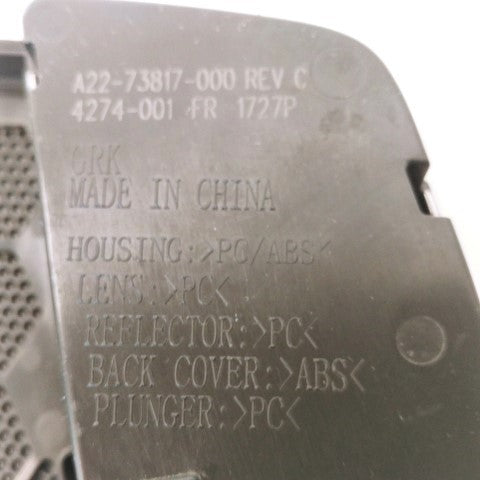 A22-73817-000 REV C
4274-001 FR 1727P
GRK
MADE IN CHINA
HOUSING:>PC/ABS<
LENS:>PC<
REFLECTOR:>PC<
BACK COVER:>ABS<
PLUNGER:>PC<